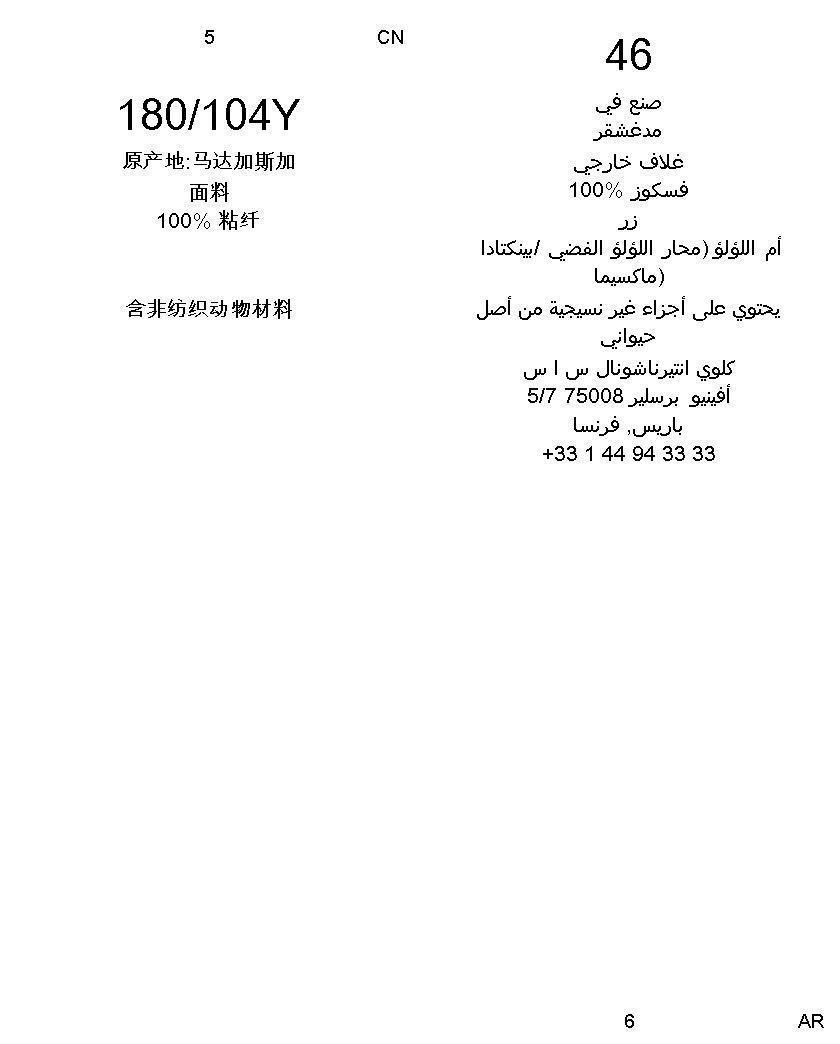 5
CN
180/104Y
原产地:马达加斯加
面料
100% 粘纤
含非纺织动物材料
46
صنع في
مدغشقر
غلاف خارجي
فسكوز %100
زر
أم اللؤلؤ (محار اللؤلؤ الفضي /بينكتادا
ماكسيما)
يحتوي على أجزاء غير نسيجية من أصل
حيواني
كلوي انتيرناشونال س ا س
أفينيو برسلير 75008 5/7
باريس, فرنسا
+33 1 44 94 33 33
6
AR